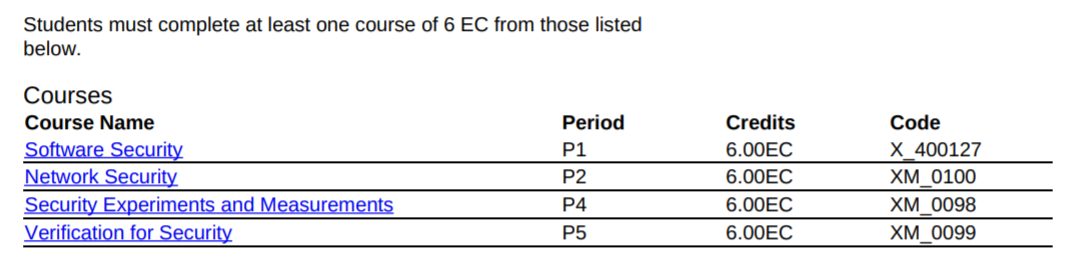 Students must complete at least one course of 6 EC from those listed
below.
Courses
Course Name Period Credits Code
Software Security P1 6.00EC X_400127
Network Security P2 6.00EC XM_0100
Security Experiments and Measurements P4 6.00EC XM_0098
Verification for Security P5 6.00EC XM_0099